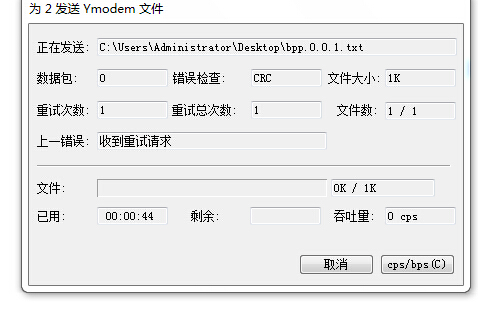 为 2 发送 Ymodem 文件
正在发送: C:\Users\Administrator\Desktop\bpp.0.0.1.txt
数据包: 0 错误检查: CRC 文件大小: 1K
重试次数: 1 重试总次数: 1 文件数: 1 / 1
上一错误: 收到重试请求
文件: 0K / 1K
已用: 00:00:44 剩余: 吞吐量: 0 cps
取消 cps/bps(C)